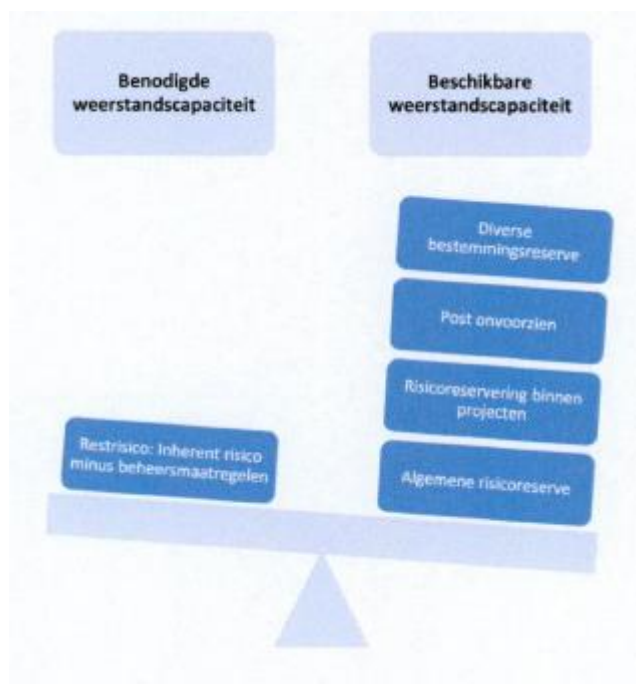 Benodigde
weerstandscapaciteit
Beschikbare
weerstandscapaciteit
Diverse
bestemmingsreserve
Post onvoorzien
Risicoreservering binnen
projecten
Algemene risicoreserve
Restrisico: Inherent risico
minus beheersmaatregelen